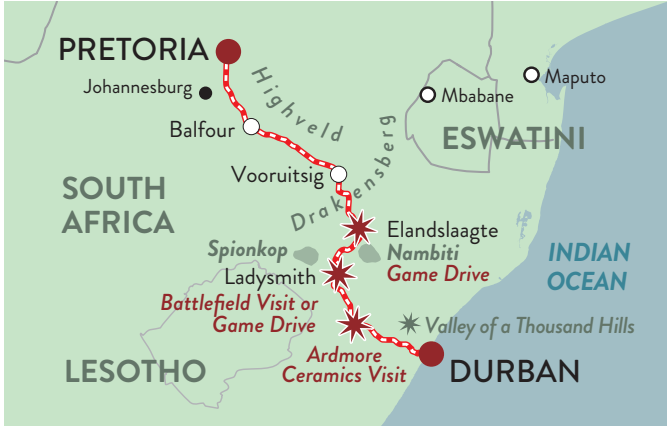 PRETORIA
Johannesburg
Highveld
Maputo
Mbabane
Balfour
ESWATINI
Vooruitsig
Drakensberg
SOUTH
AFRICA
Elandslaagte
Spionkop
Nambiti
Game Drive
INDIAN
OCEAN
Ladysmith
Battlefield Visit or
Game Drive
Valley of a Thousand Hills
Ardmore
Ceramics Visit
LESOTHO
DURBAN